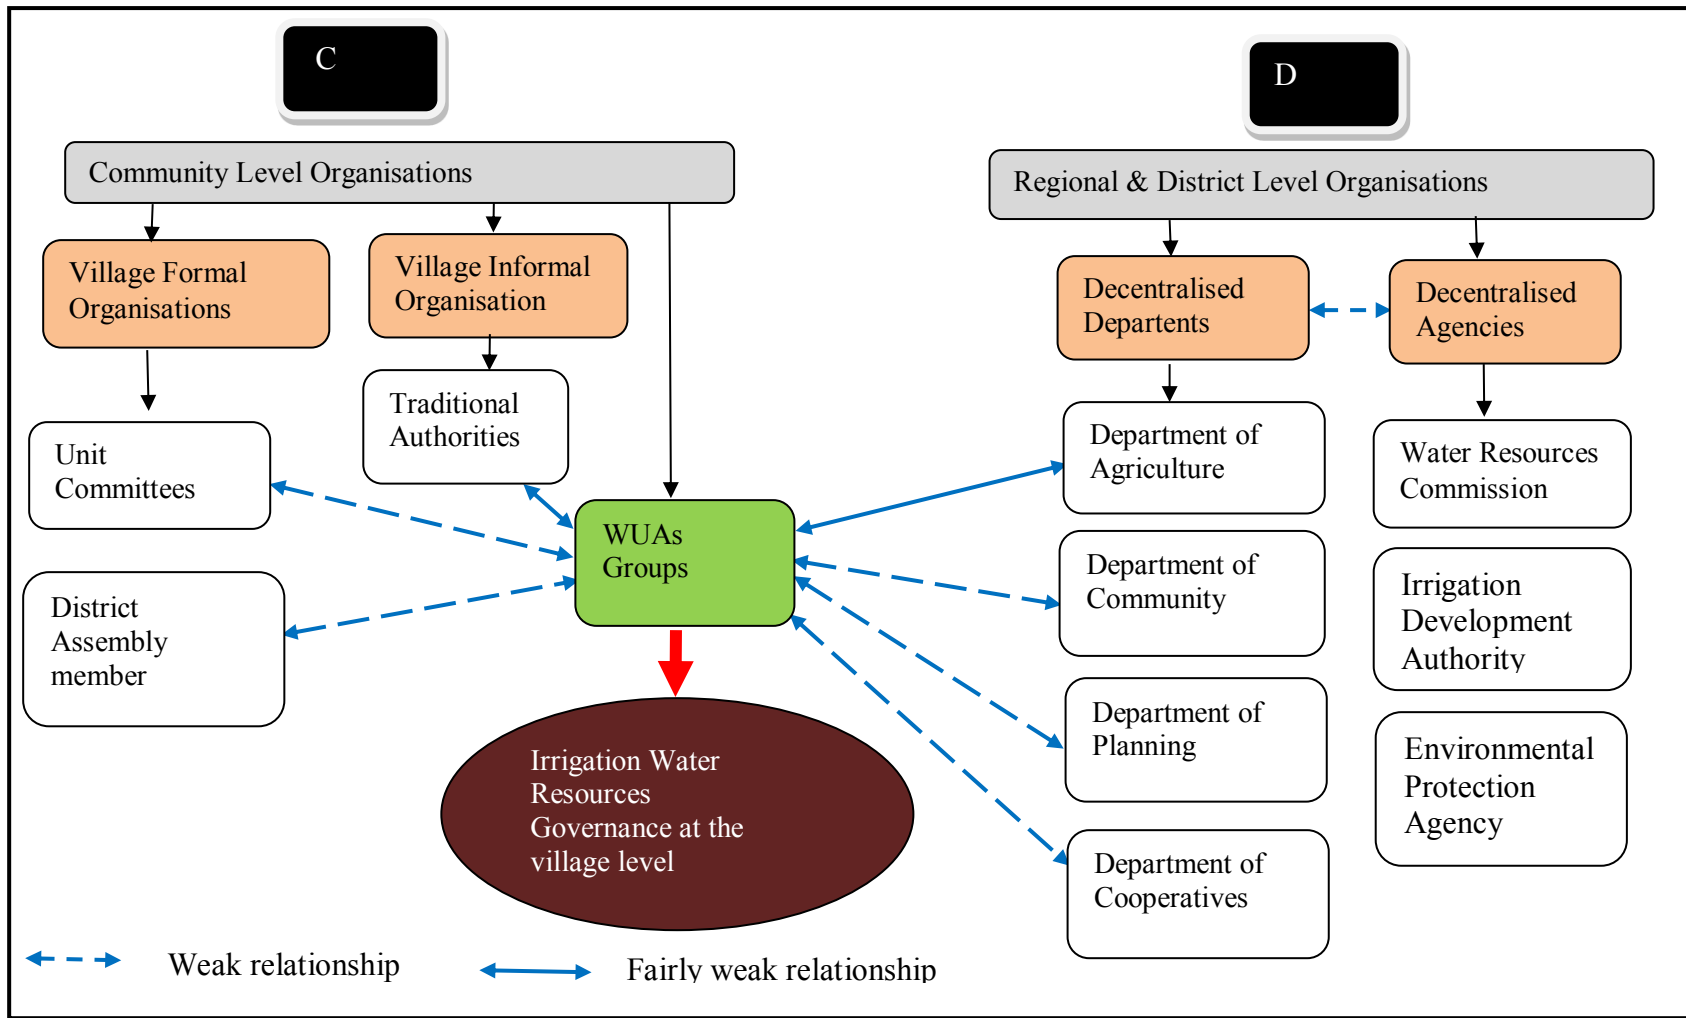 C
D
Community Level Organisations
Regional & District Level Organisations
Village Formal
Organisations
Village Informal
Organisation
Decentralised
Departents
Decentralised
Agencies
Unit
Committees
Traditional
Authorities
District
Assembly
member
WUAs
Groups
Department of
Agriculture
Department of
Community
Department of
Planning
Department of
Cooperatives
Water Resources
Commission
Irrigation
Development
Authority
Environmental
Protection
Agency
Irrigation Water
Resources
Governance at the
village level
Weak relationship
Fairly weak relationship